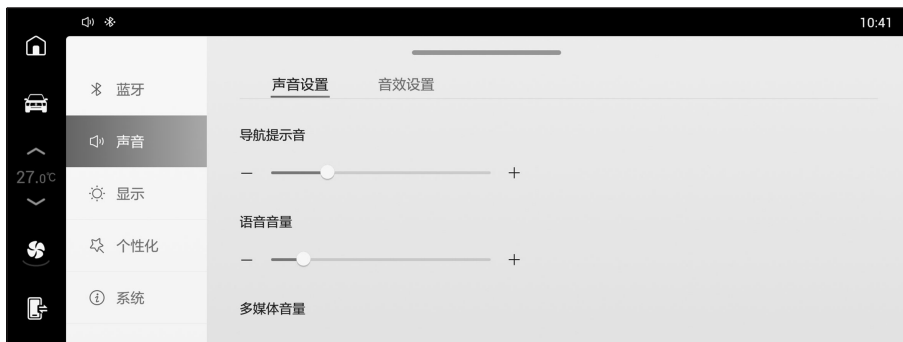 10:41
27.0℃
蓝牙
声音
显示
个性化
系统
声音设置 音效设置
导航提示音
语音音量
多媒体音量